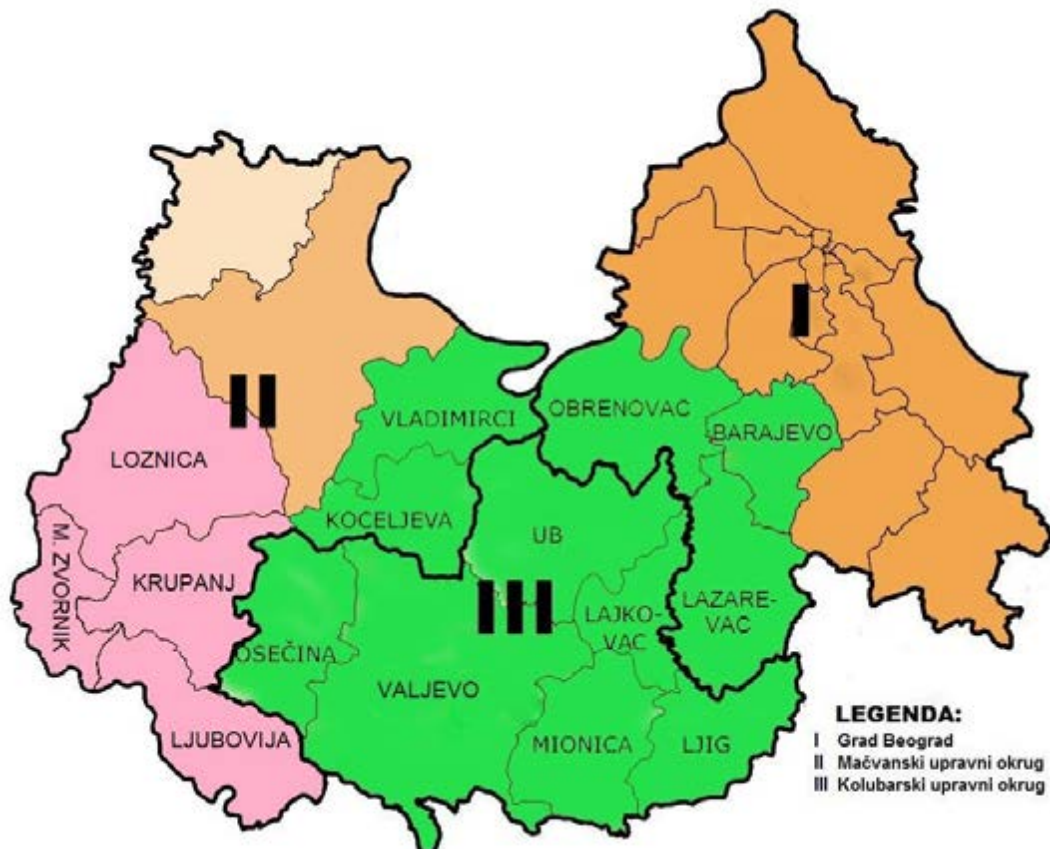 I
II
VLADIMIRCI
OBRENOVAC
BARAJEVO
LOZNICA
KOCELJEVA
UB
M. ZVORNIK
KRUPANJ
III
LAJKO-
VAC
LAZARE-
VAC
OSEČINA
VALJEVO
LJUBOVIJA
MIONICA
LJIG
LEGENDA:
I Grad Beograd
II Mačvanski upravni okrug
III Kolubarski upravni okrug